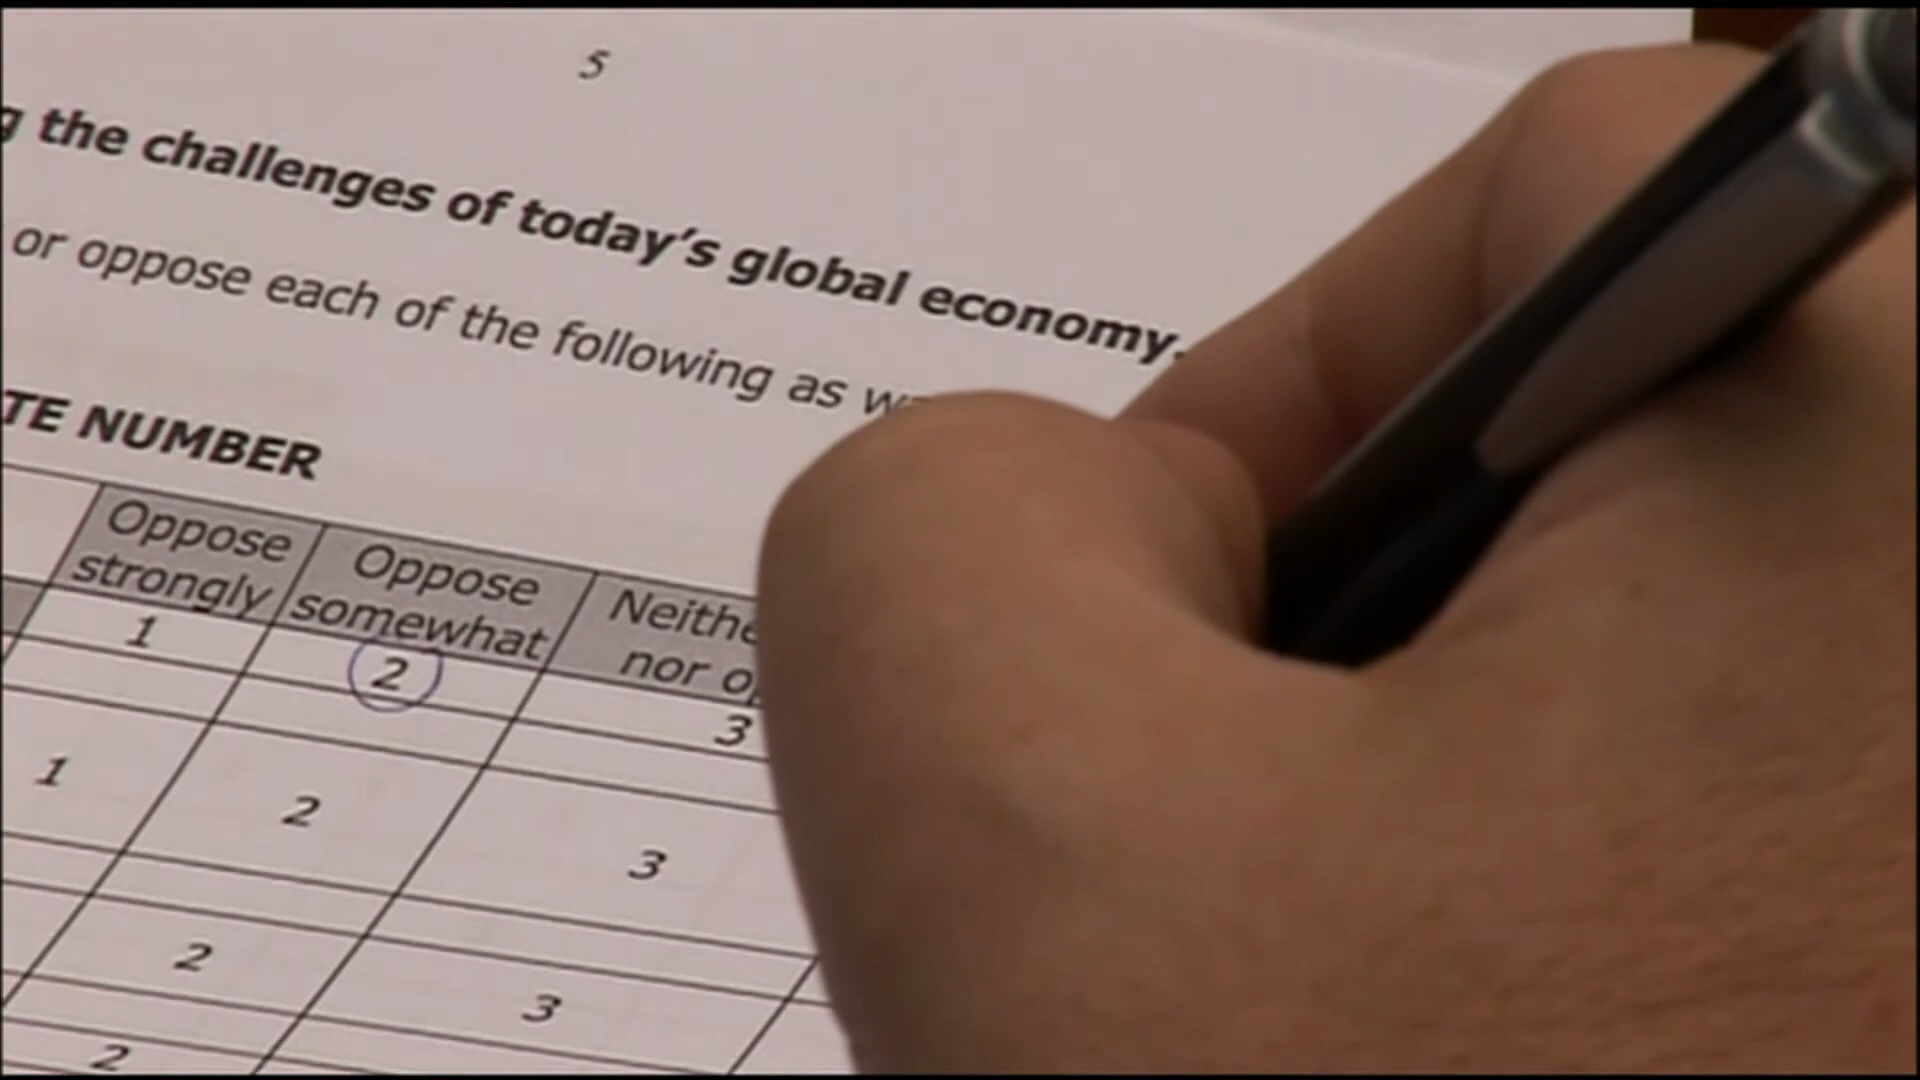 5
the challenges of today's global economy.
or oppose each of the following as
NUMBER
Oppose strongly
Oppose somewhat
nor
1 2 3
1 2 3
2 3
2